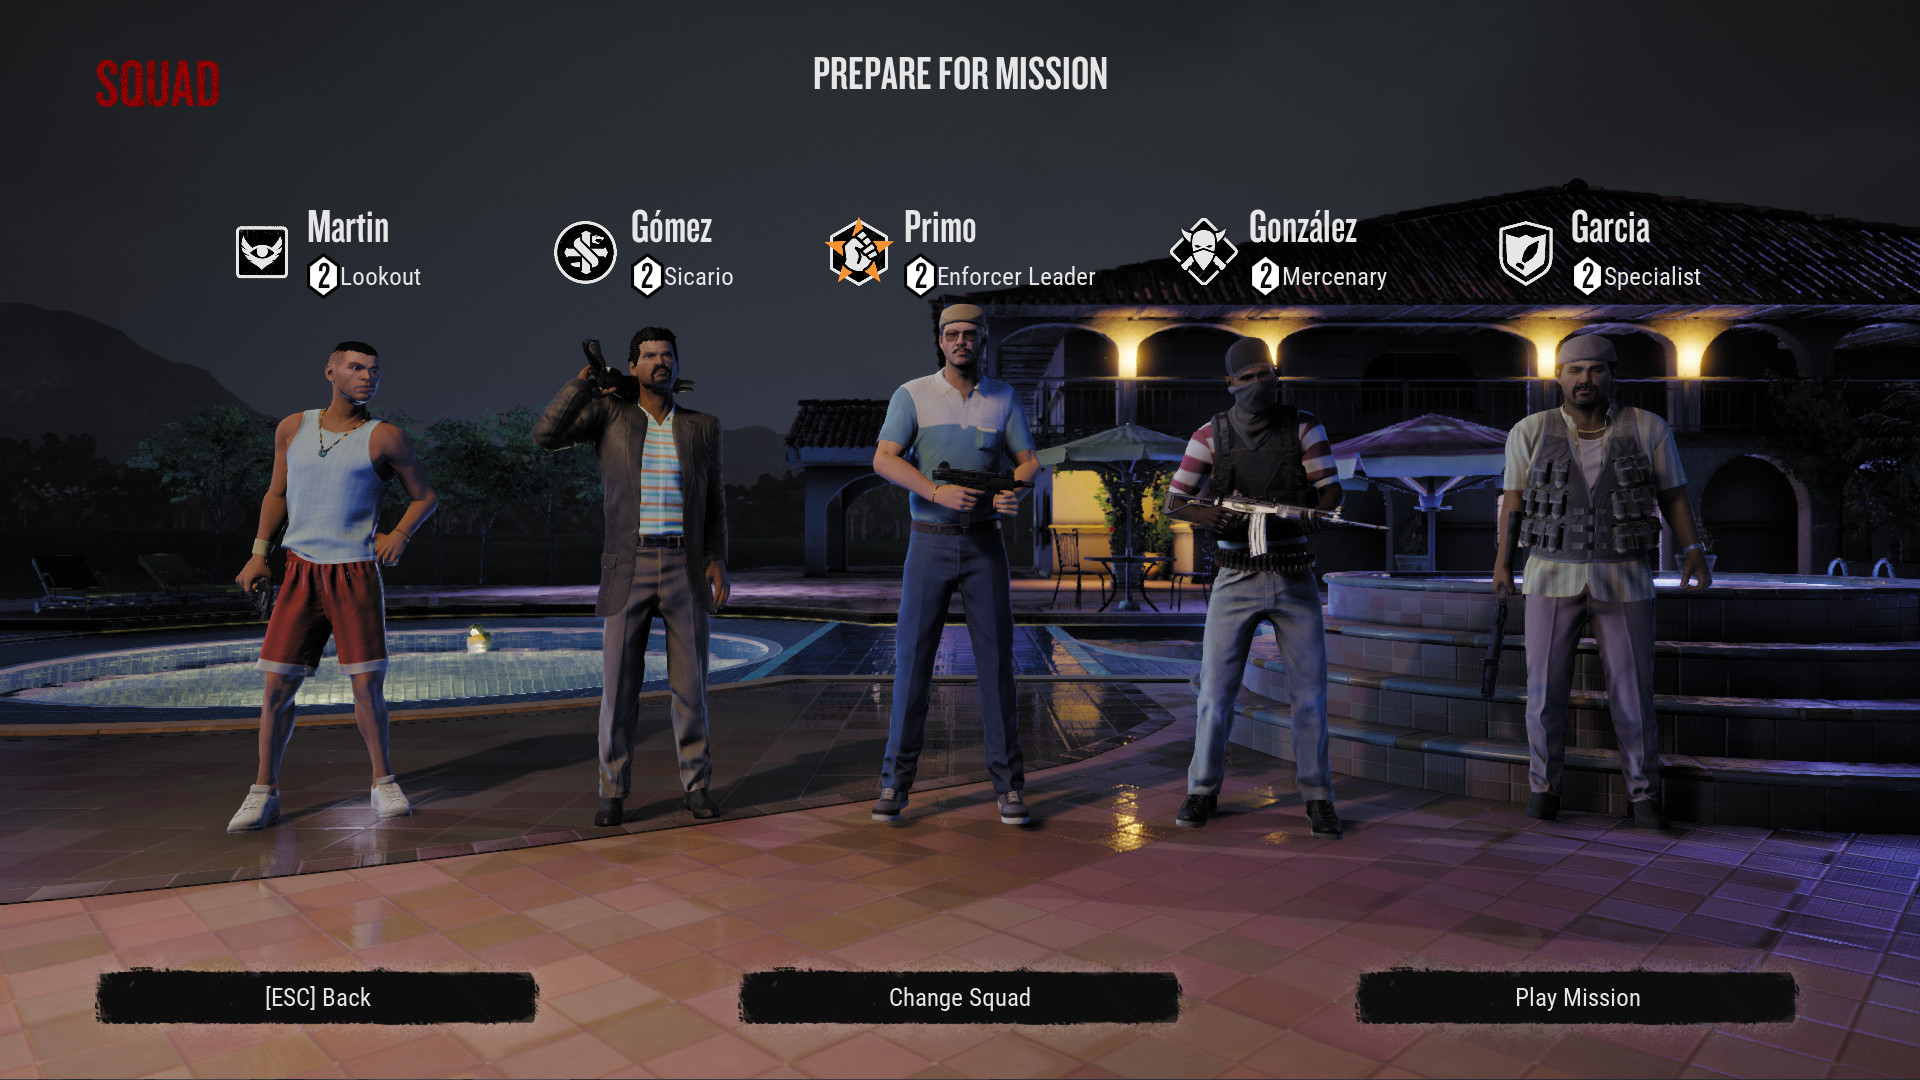 SQUAD
PREPARE FOR MISSION
Martin
2 Lookout
Gómez
2 Sicario
Primo
2 Enforcer Leader
González
2 Mercenary
Garcia
2 Specialist
[ESC] Back
Change Squad
Play Mission